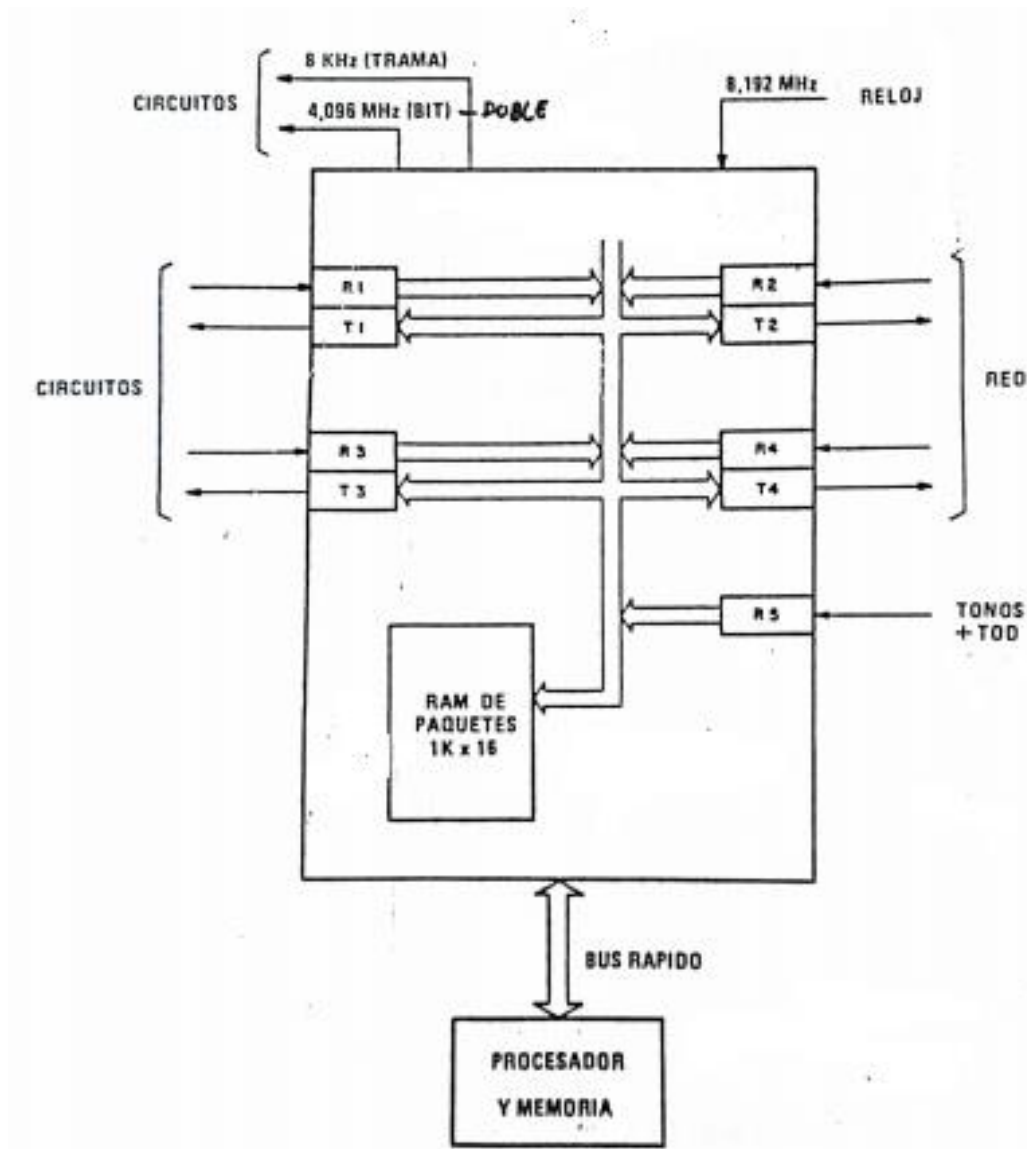 8 KHz (TRAMA)
CIRCUITOS
4,096 MHz (BIT) — DOBLE
8,192 MHz
RELOJ
R1
T1
R2
T2
CIRCUITOS
RED
R3
T3
R4
T4
R5
TONOS
+ TOD
RAM DE
PAQUETES
1K x 16
BUS RAPIDO
PROCESADOR
Y MEMORIA